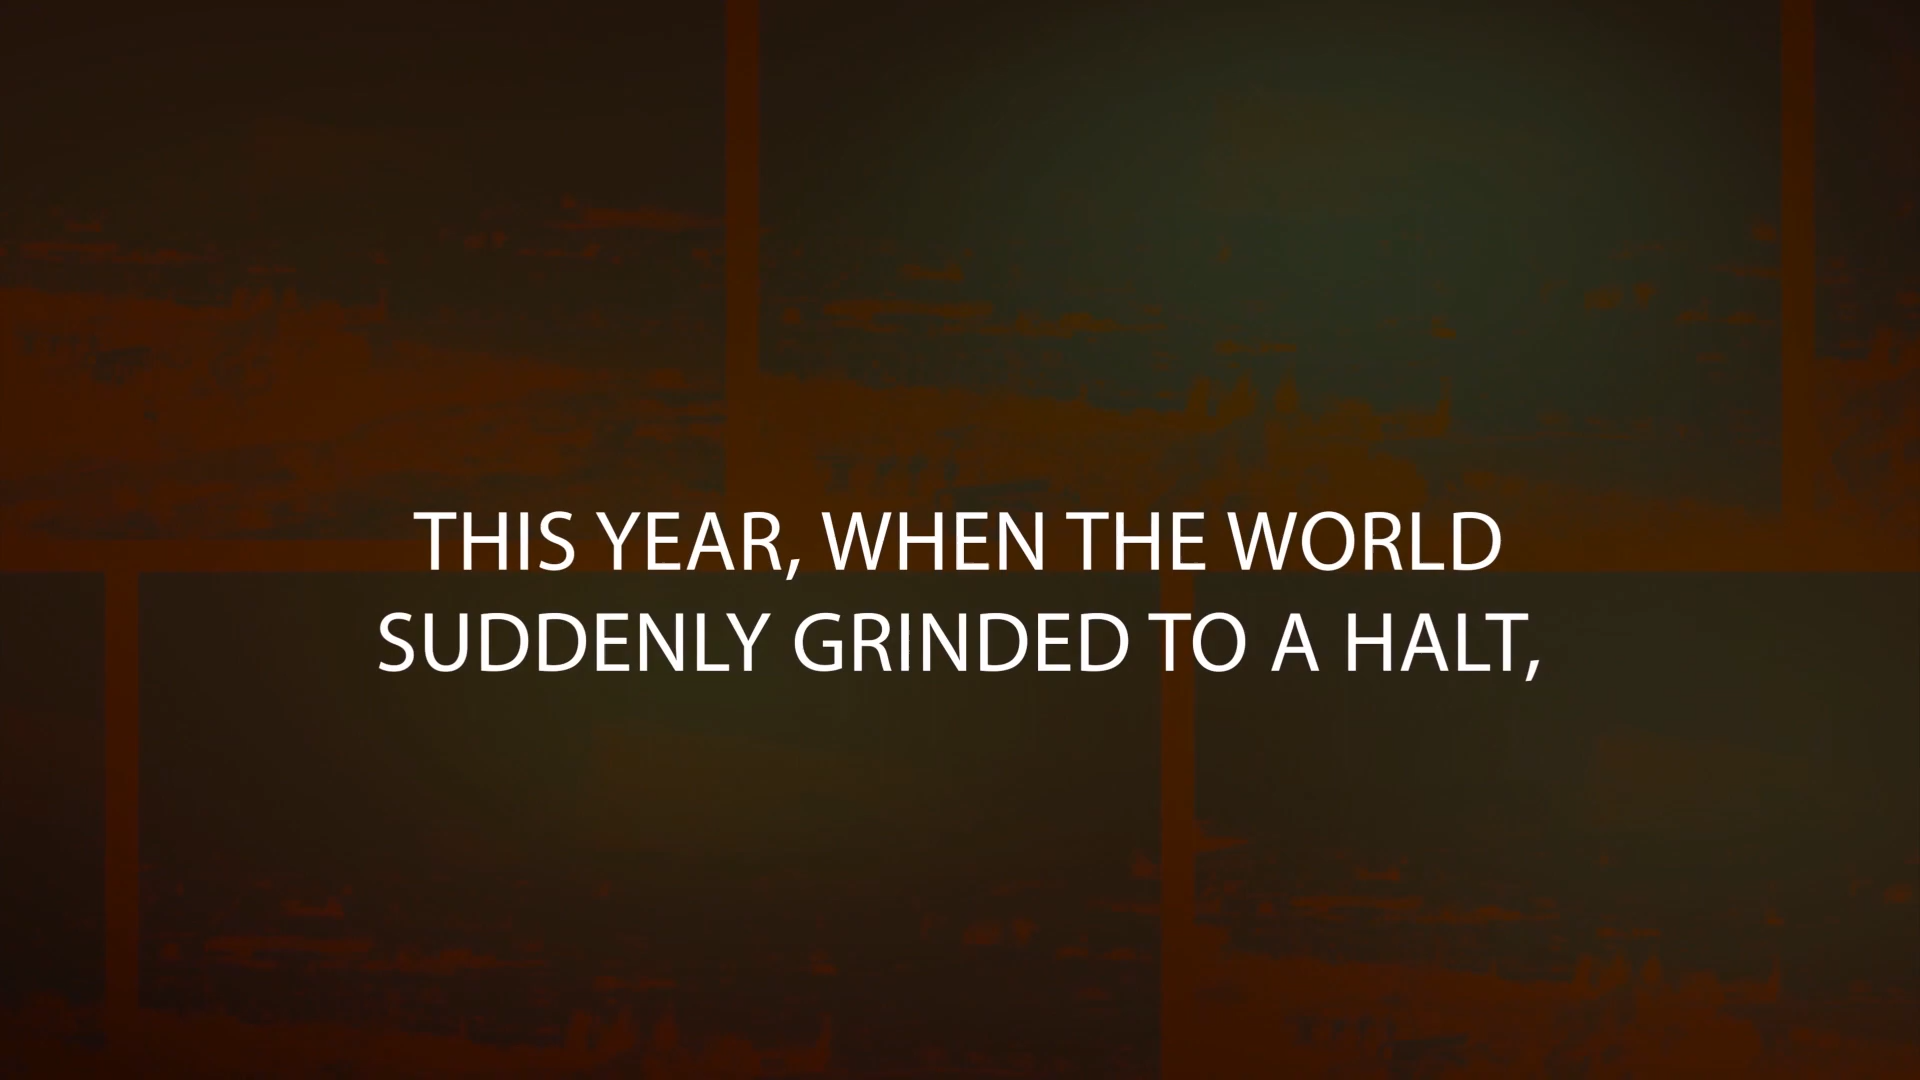 THIS YEAR, WHEN THE WORLD
SUDDENLY GRINDED TO A HALT,